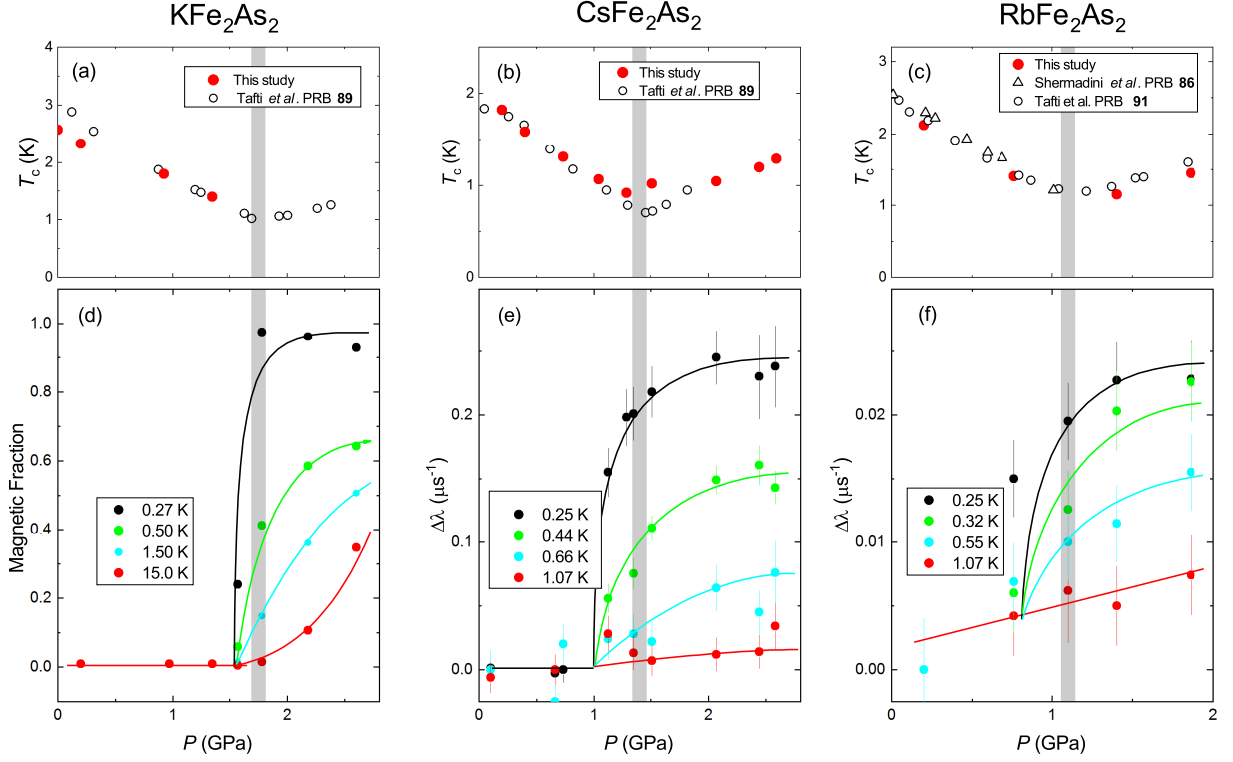 KFe₂As₂
CsFe₂As₂
RbFe₂As₂
(a)
This study
Tafti et al. PRB 89
4
3
2
1
0
Tc (K)
(b)
This study
Tafti et al. PRB 89
2
1
0
Tc (K)
(c)
This study
Shermadini et al. PRB 86
Tafti et al. PRB 91
3
2
1
0
Tc (K)
(d)
1.0
0.8
0.6
0.4
0.2
0.0
Magnetic Fraction
0.27 K
0.50 K
1.50 K
15.0 K
0
1
2
P (GPa)
(e)
0.2
0.1
0.0
Δλ (μs⁻¹)
0.25 K
0.44 K
0.66 K
1.07 K
0
1
2
P (GPa)
(f)
0.02
0.01
0.00
Δλ (μs⁻¹)
0.25 K
0.32 K
0.55 K
1.07 K
0
1
2
P (GPa)